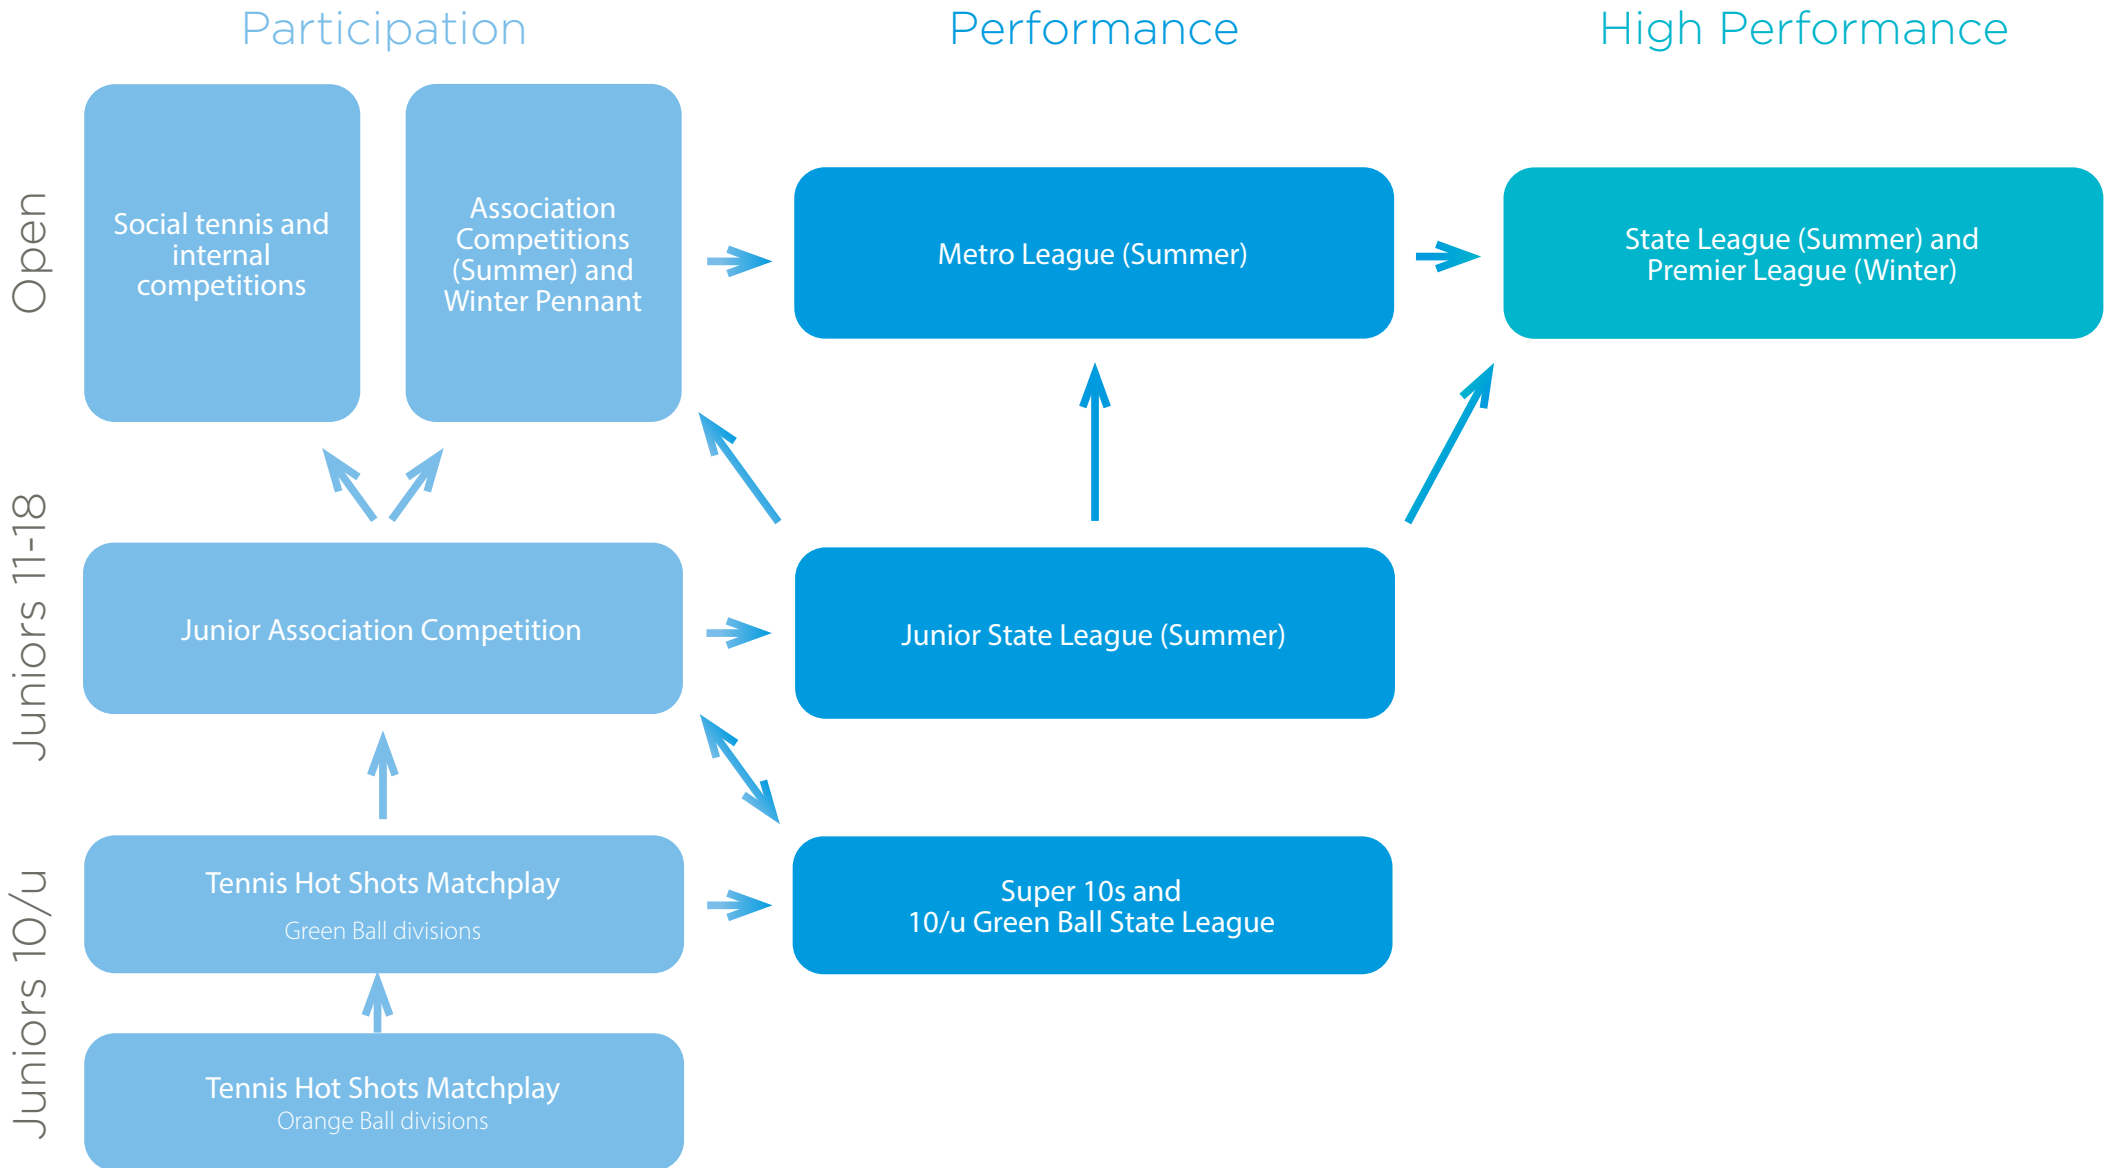 Participation
Performance
High Performance
Open
Social tennis and
internal
competitions
Association
Competitions
(Summer) and
Winter Pennant
Metro League (Summer)
State League (Summer) and
Premier League (Winter)
Juniors 11-18
Junior Association Competition
Junior State League (Summer)
Juniors 10/u
Tennis Hot Shots Matchplay
Green Ball divisions
Super 10s and
10/u Green Ball State League
Tennis Hot Shots Matchplay
Orange Ball divisions